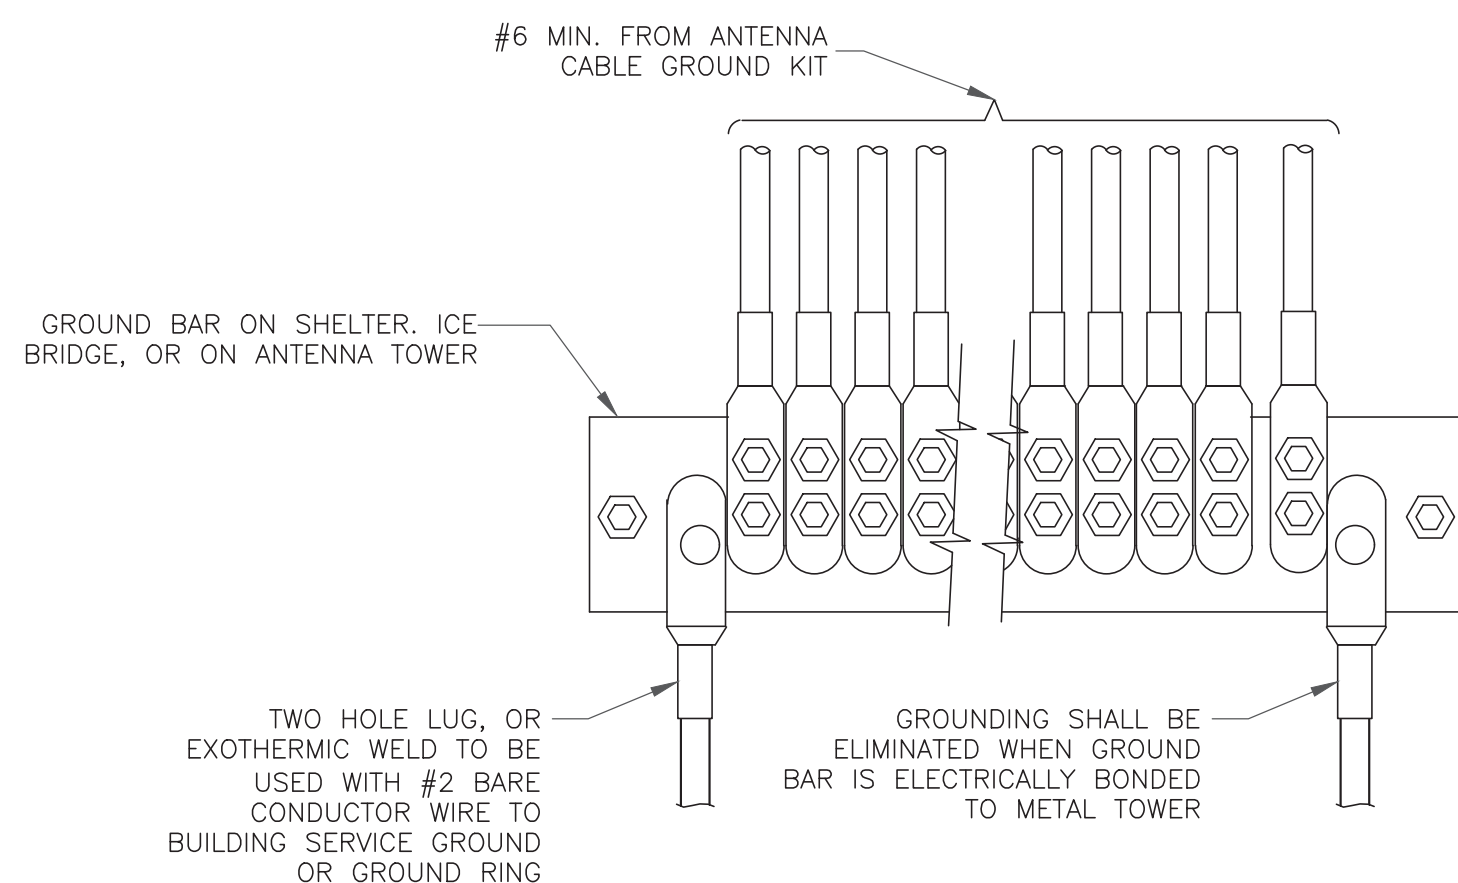 #6 MIN. FROM ANTENNA
CABLE GROUND KIT
GROUND BAR ON SHELTER. ICE
BRIDGE, OR ON ANTENNA TOWER
TWO HOLE LUG, OR
EXOTHERMIC WELD TO BE
USED WITH #2 BARE
CONDUCTOR WIRE TO
BUILDING SERVICE GROUND
OR GROUND RING
GROUNDING SHALL BE
ELIMINATED WHEN GROUND
BAR IS ELECTRICALLY BONDED
TO METAL TOWER